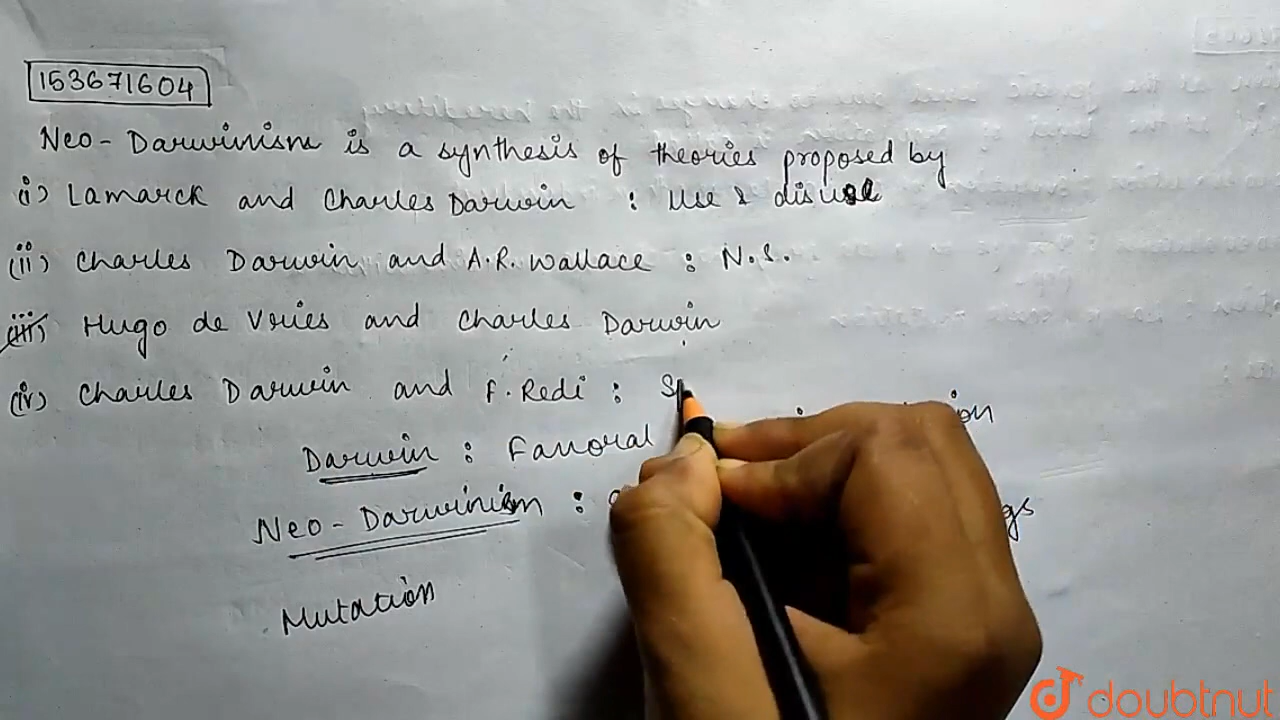 153671604
Neo-Darwinism is a synthesis of theories proposed by
(i) Lamarck and Charles Darwin : Use & disuse
(ii) Charles Darwin and A.R. Wallace : N.S.
(iii) Hugo de Vries and Charles Darwin
(iv) Charles Darwin and F. Redi : S
Darwin : Favoral
Neo-Darwinism :
Mutation
doubtnut